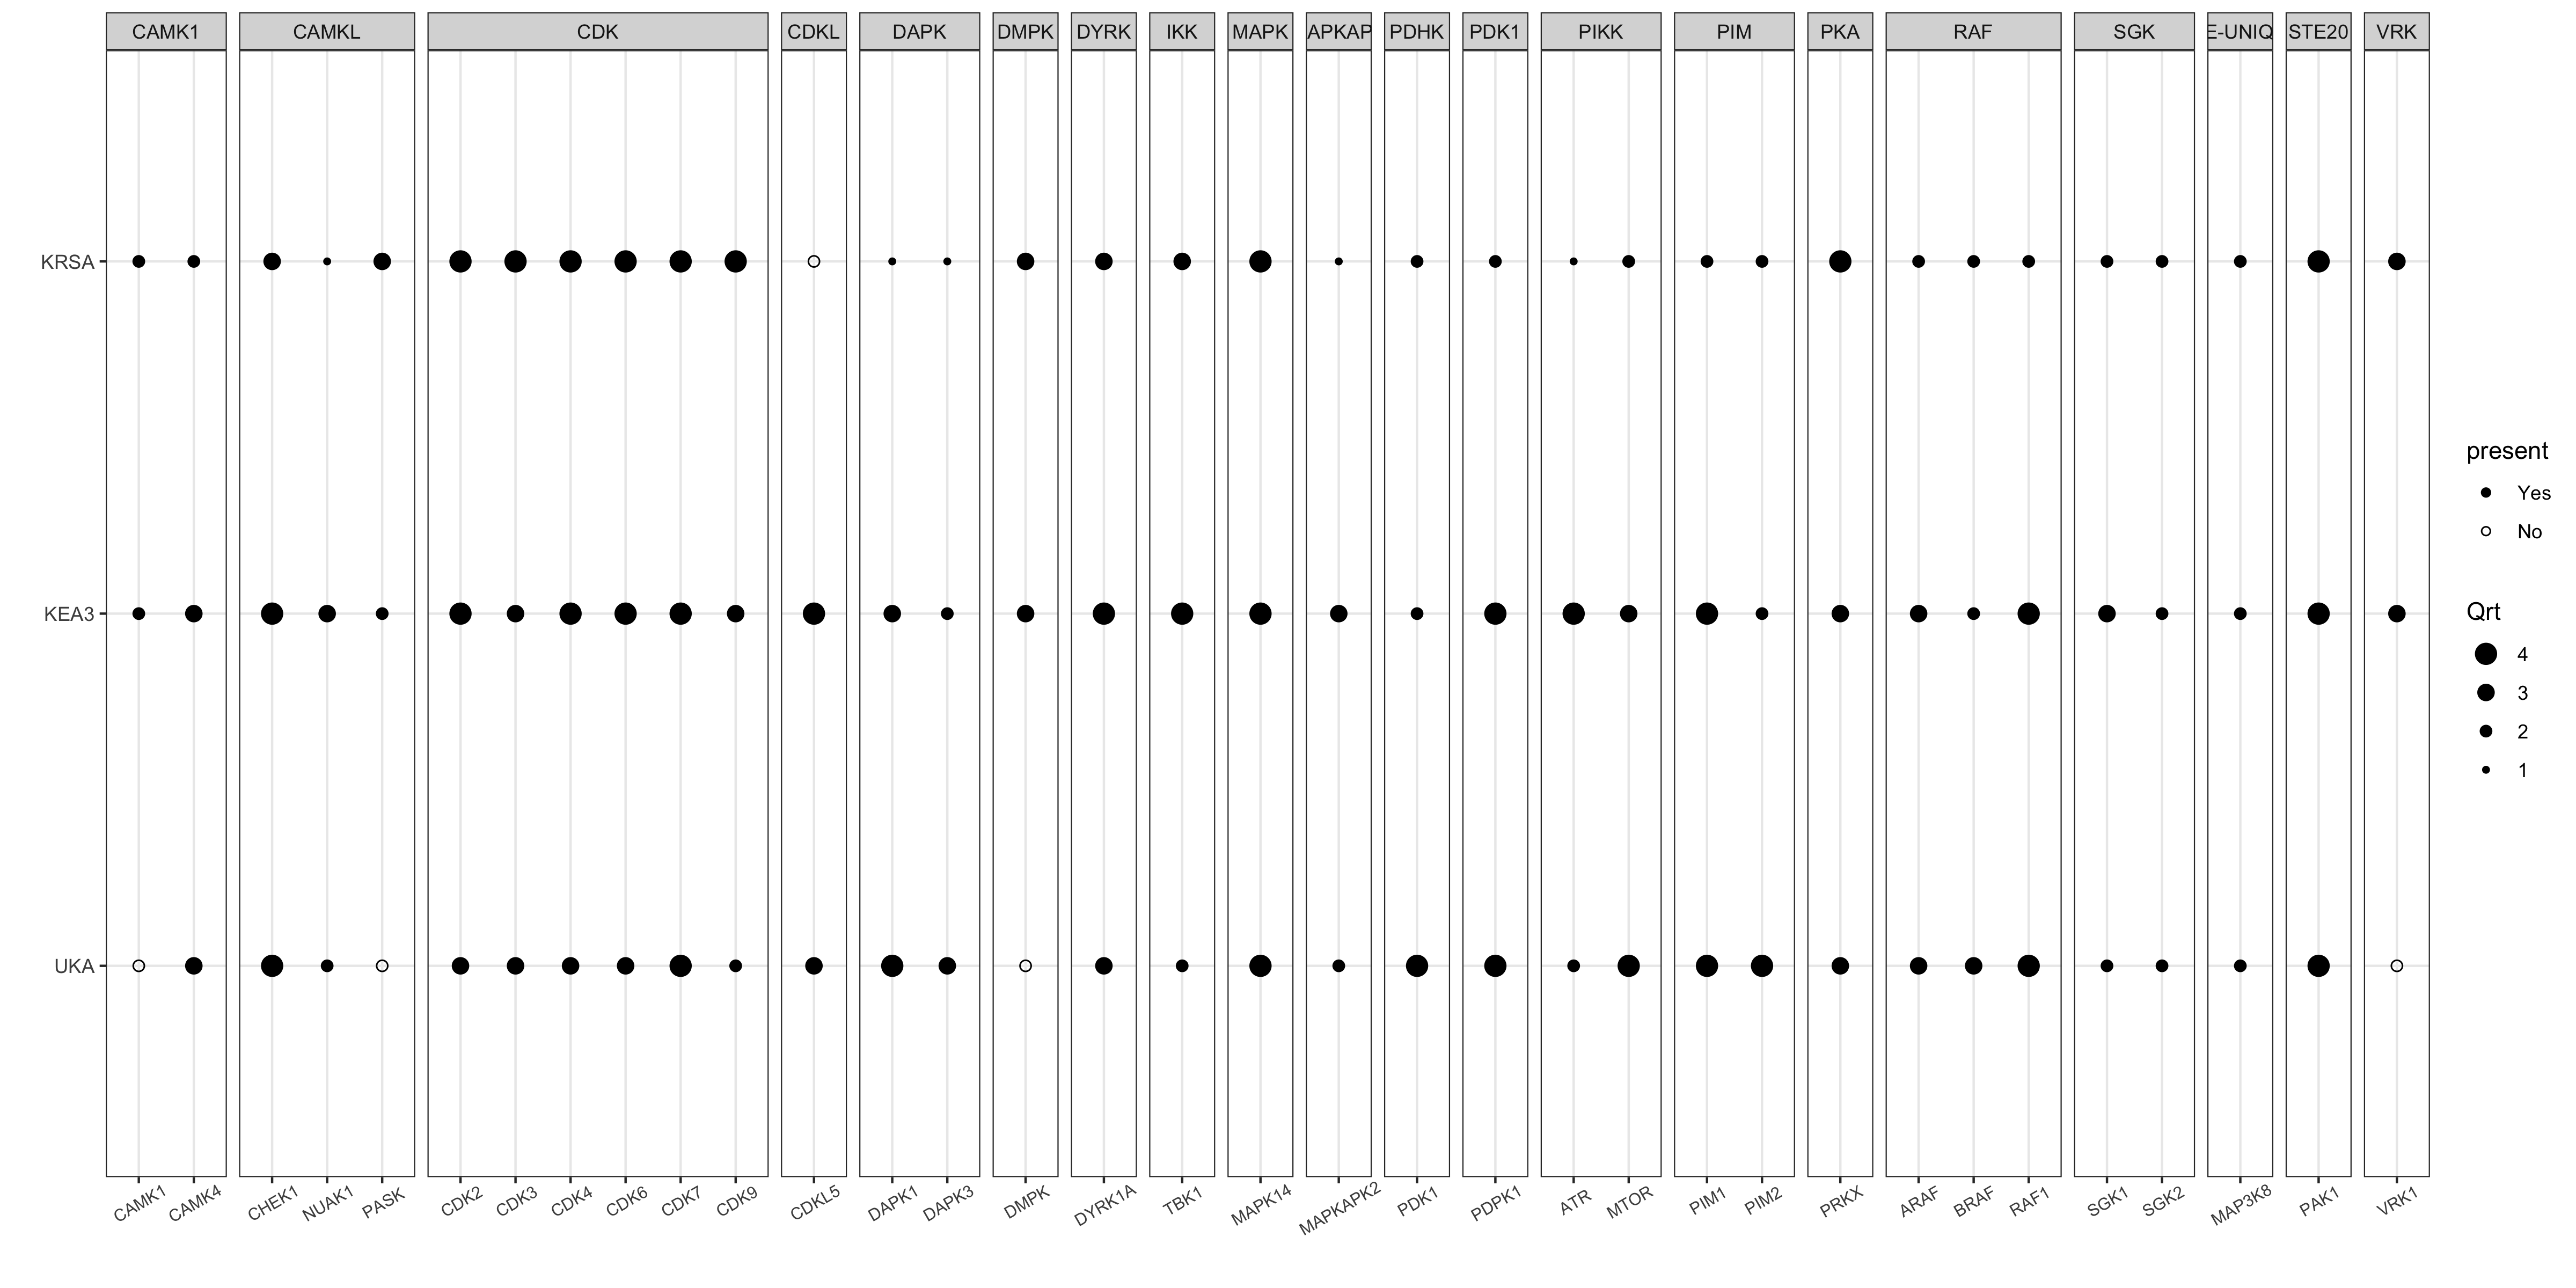 CAMK1 CAMKL CDK CDKL DAPK DMPK DYRK IKK MAPK APKAP PDHK PDK1 PIKK PIM PKA RAF SGK E-UNIQ STE20 VRK
KRSA
KEA3
UKA
CAMK1 CAMK4 CHEK1 NUAK1 PASK CDK2 CDK3 CDK4 CDK6 CDK7 CDK9 CDKL5 DAPK1 DAPK3 DMPK DYRK1A TBK1 MAPK14 MAPKAPK2 PDK1 PDPK1 ATR MTOR PIM1 PIM2 PRKX ARAF BRAF RAF1 SGK1 SGK2 MAP3K8 PAK1 VRK1
present
Yes
No
Qrt
4
3
2
1